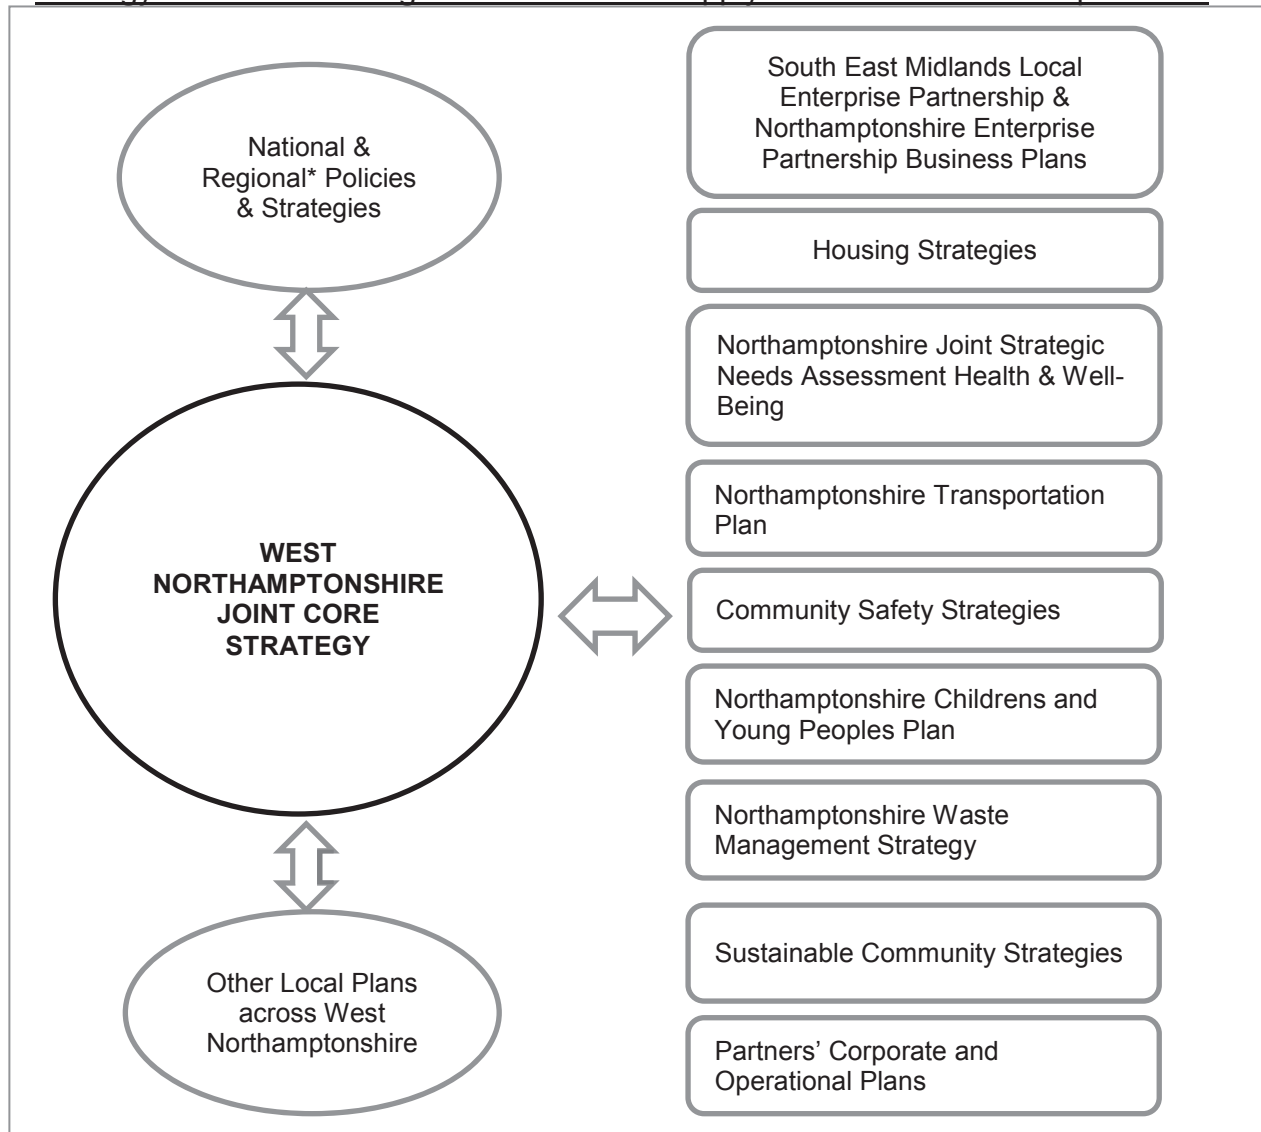 National &
Regional* Policies
& Strategies
WEST
NORTHAMPTONSHIRE
JOINT CORE
STRATEGY
Other Local Plans
across West
Northamptonshire
South East Midlands Local
Enterprise Partnership &
Northamptonshire Enterprise
Partnership Business Plans
Housing Strategies
Northamptonshire Joint Strategic
Needs Assessment Health & Well-
Being
Northamptonshire Transportation
Plan
Community Safety Strategies
Northamptonshire Childrens and
Young Peoples Plan
Northamptonshire Waste
Management Strategy
Sustainable Community Strategies
Partners’ Corporate and
Operational Plans